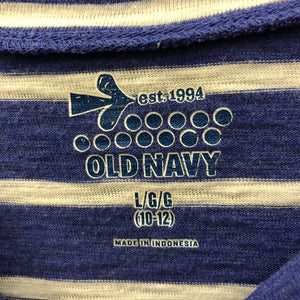 est. 1994
OLD NAVY
L/G/G
(10-12)
MADE IN INDONESIA